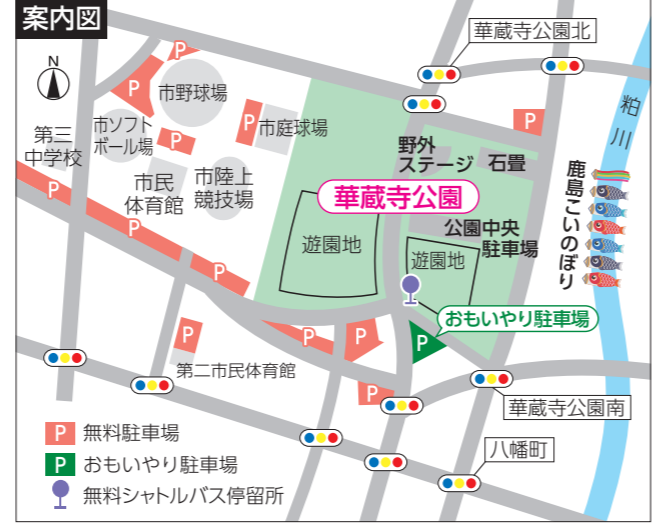 案内図
N
華蔵寺公園北
P
P
市野球場
粕川
第三
中学校
市ソフト
ボール場
P
P
市庭球場
P
野外
ステージ
石畳
市民
体育館
市陸上
競技場
華蔵寺公園
鹿島こいのぼり
P
P
P
遊園地
公園中央
駐車場
遊園地
P
第二市民体育館
P
P
P
おもいやり駐車場
P
華蔵寺公園南
八幡町
P 無料駐車場
P おもいやり駐車場
無料シャトルバス停留所